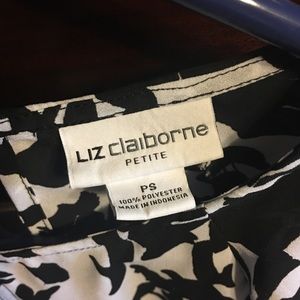 LIZ claiborne
PETITE
PS
100% POLYESTER
MADE IN INDONESIA